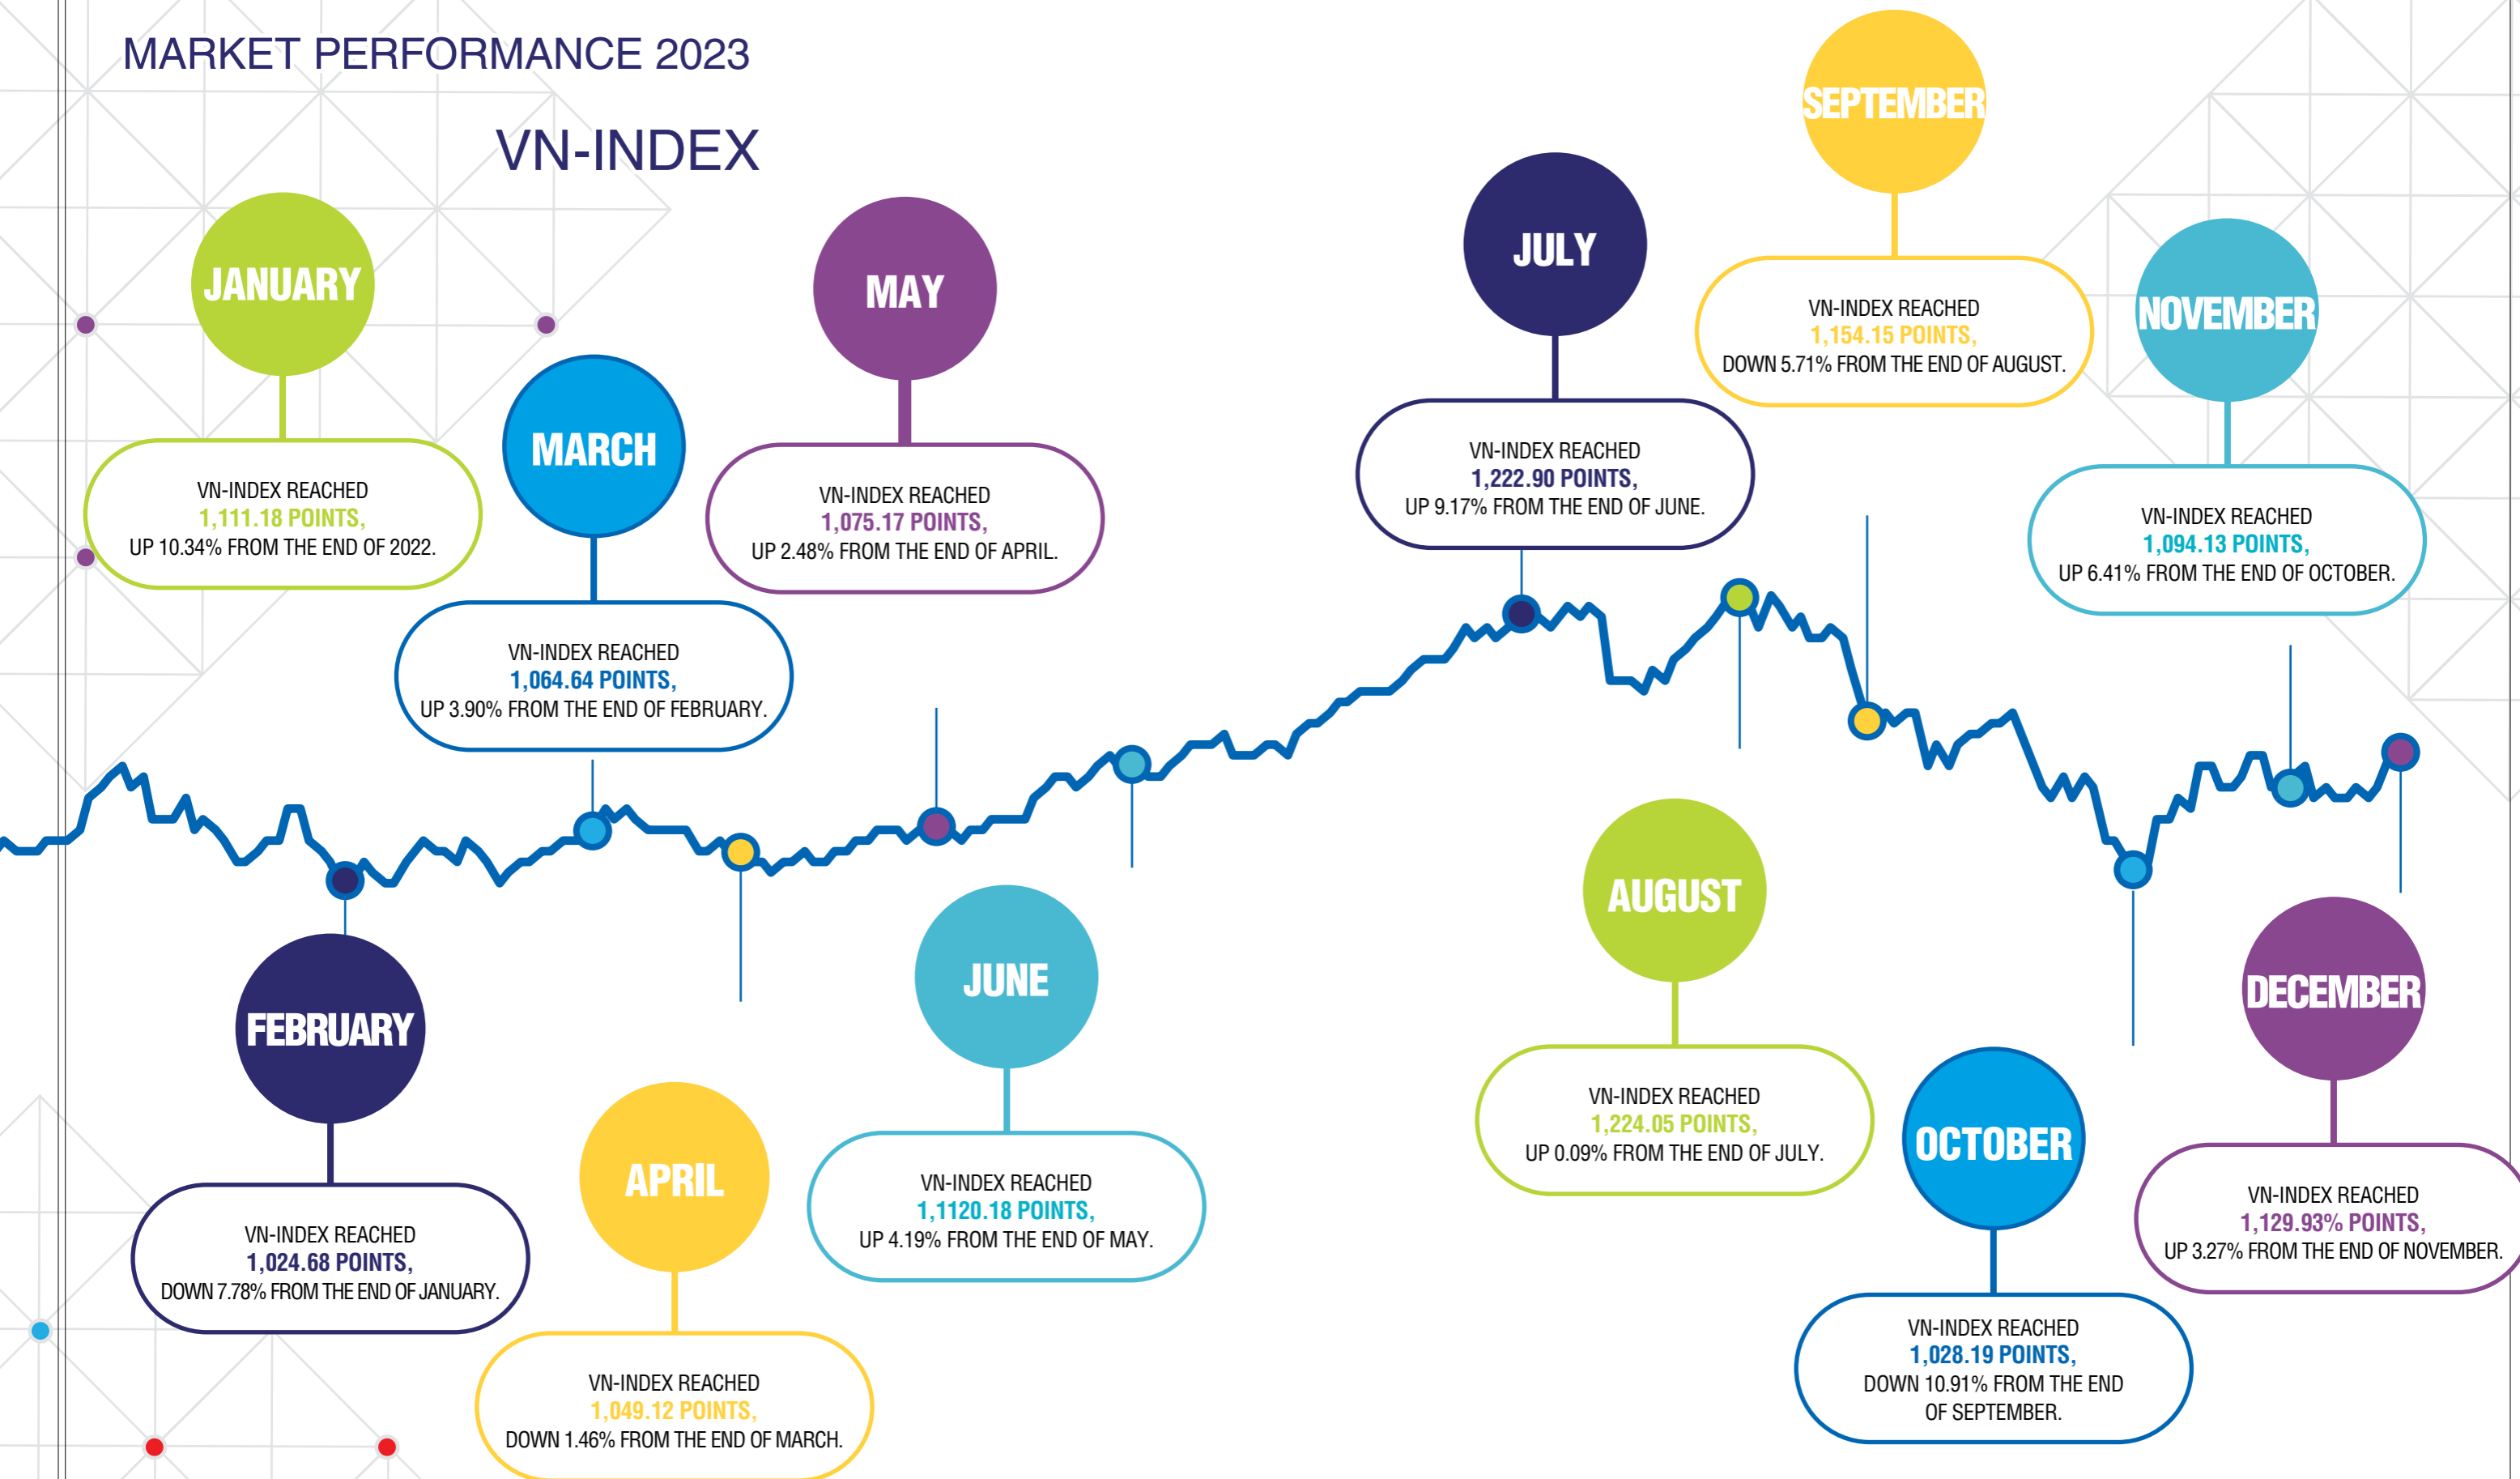 MARKET PERFORMANCE 2023
VN-INDEX
JANUARY
VN-INDEX REACHED
1,111.18 POINTS,
UP 10.34% FROM THE END OF 2022.
FEBRUARY
VN-INDEX REACHED
1,024.68 POINTS,
DOWN 7.78% FROM THE END OF JANUARY.
MARCH
VN-INDEX REACHED
1,064.64 POINTS,
UP 3.90% FROM THE END OF FEBRUARY.
APRIL
VN-INDEX REACHED
1,049.12 POINTS,
DOWN 1.46% FROM THE END OF MARCH.
MAY
VN-INDEX REACHED
1,075.17 POINTS,
UP 2.48% FROM THE END OF APRIL.
JUNE
VN-INDEX REACHED
1,1120.18 POINTS,
UP 4.19% FROM THE END OF MAY.
JULY
VN-INDEX REACHED
1,222.90 POINTS,
UP 9.17% FROM THE END OF JUNE.
AUGUST
VN-INDEX REACHED
1,224.05 POINTS,
UP 0.09% FROM THE END OF JULY.
SEPTEMBER
VN-INDEX REACHED
1,154.15 POINTS,
DOWN 5.71% FROM THE END OF AUGUST.
OCTOBER
VN-INDEX REACHED
1,028.19 POINTS,
DOWN 10.91% FROM THE END
OF SEPTEMBER.
NOVEMBER
VN-INDEX REACHED
1,094.13 POINTS,
UP 6.41% FROM THE END OF OCTOBER.
DECEMBER
VN-INDEX REACHED
1,129.93% POINTS,
UP 3.27% FROM THE END OF NOVEMBER.